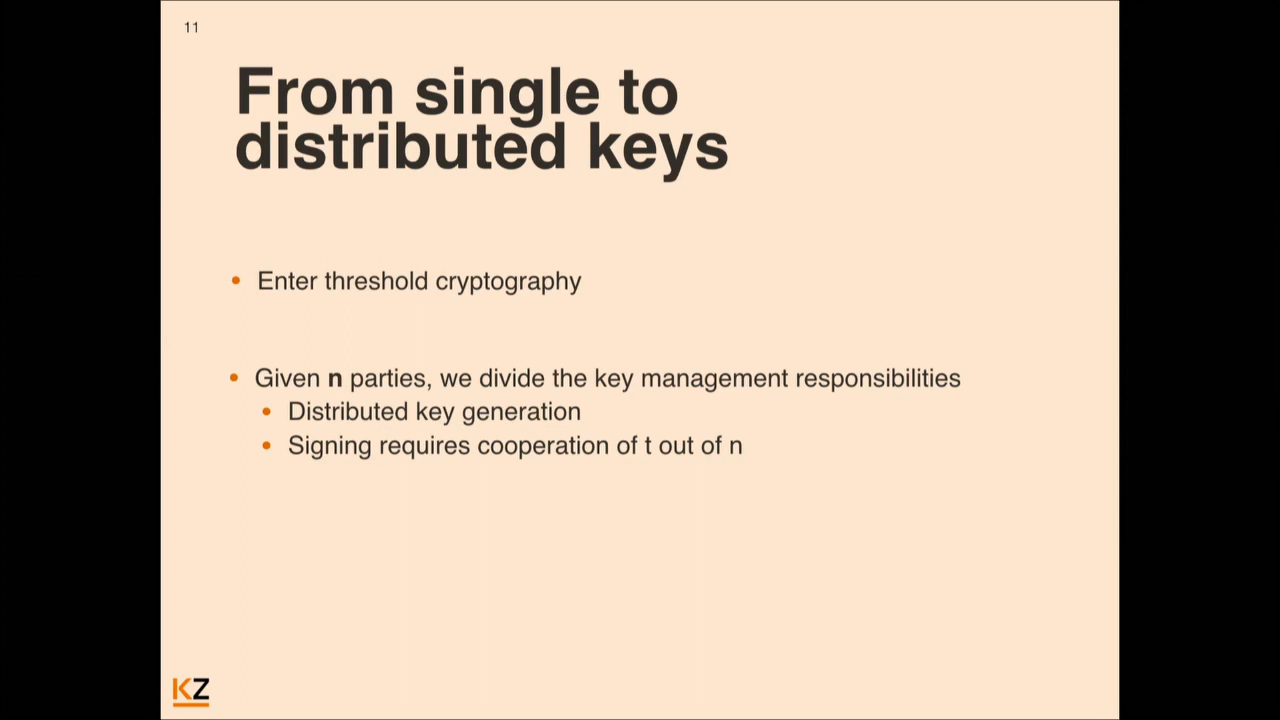 11
From single to
distributed keys
• Enter threshold cryptography
• Given n parties, we divide the key management responsibilities
• Distributed key generation
• Signing requires cooperation of t out of n
KZ